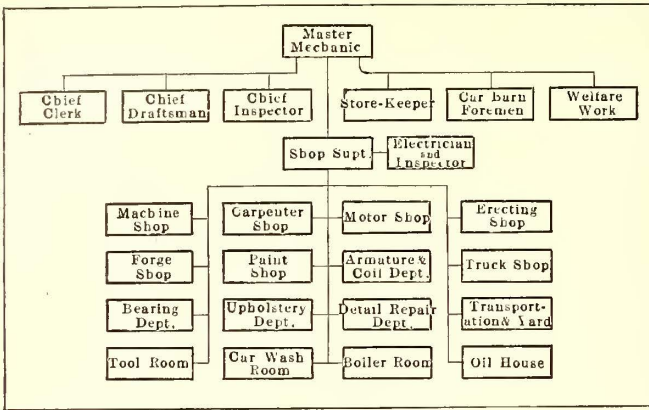 Master
Mechanic
Chief
Clerk
Chief
Draftsman
Chief
Inspector
Store-Keeper
Car Barn
Foremen
Welfare
Work
Shop Supt.
Electrician
and
Inspector
Machine
Shop
Carpenter
Shop
Motor Shop
Erecting
Shop
Forge
Shop
Paint
Shop
Armature &
Coil Dept.
Truck Shop
Bearing
Dept.
Upholstery
Dept.
Detail Repair
Dept.
Transport-
ation & Yard
Tool Room
Car Wash
Room
Boiler Room
Oil House